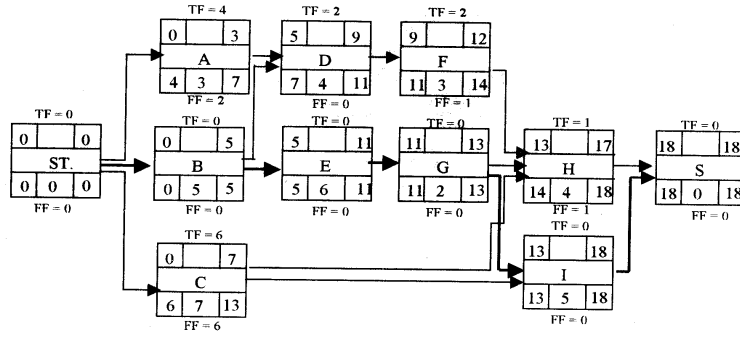 TF = 4
0 3
A
4 3 7
FF = 2
TF = 2
5 9
D
7 4 11
FF = 0
TF = 2
9 12
F
11 3 14
FF = 1
TF = 0
0 0
ST.
0 0 0
FF = 0
TF = 0
0 5
B
0 5 5
FF = 0
TF = 0
5 11
E
5 6 11
FF = 0
TF = 0
11 13
G
11 2 13
FF = 0
TF = 1
13 17
H
14 4 18
FF = 1
TF = 0
18 18
S
18 0 18
FF = 0
TF = 6
0 7
C
6 7 13
FF = 6
TF = 0
13 18
I
13 5 18
FF = 0